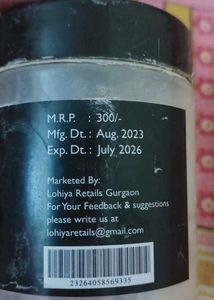 M.R.P. : 300/-
Mfg. Dt. : Aug. 2023
Exp. Dt. : July 2026
Marketed By:
Lohiya Retails Gurgaon
For Your Feedback & suggestions
please write us at
lohiyaretails@gmail.com
23264058569335